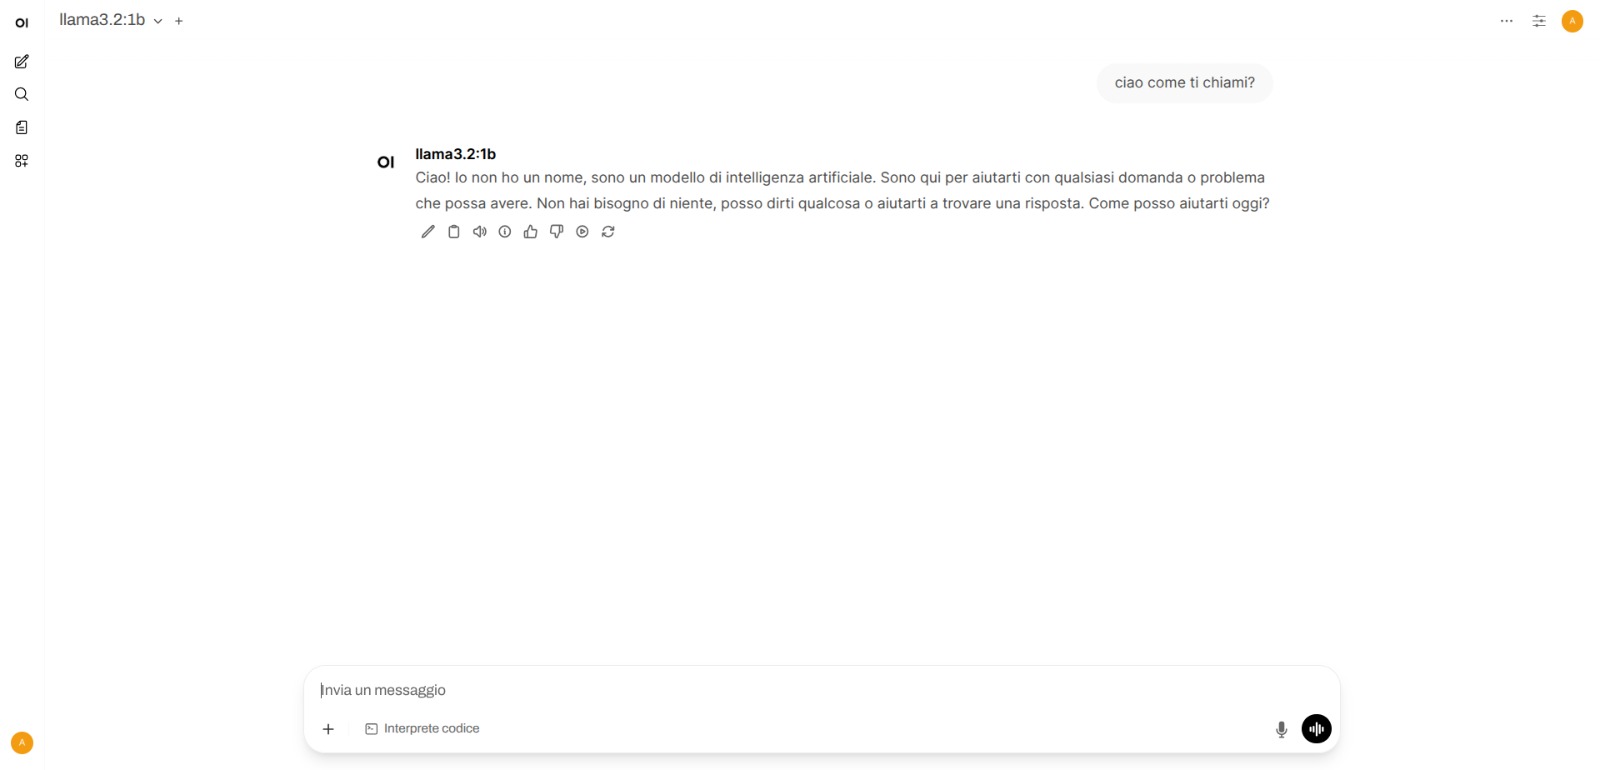 OI
llama3.2:1b
A
ciao come ti chiami?
OI
llama3.2:1b
Ciao! Io non ho un nome, sono un modello di intelligenza artificiale. Sono qui per aiutarti con qualsiasi domanda o problema
che possa avere. Non hai bisogno di niente, posso dirti qualcosa o aiutarti a trovare una risposta. Come posso aiutarti oggi?
Invia un messaggio
Interprete codice
A